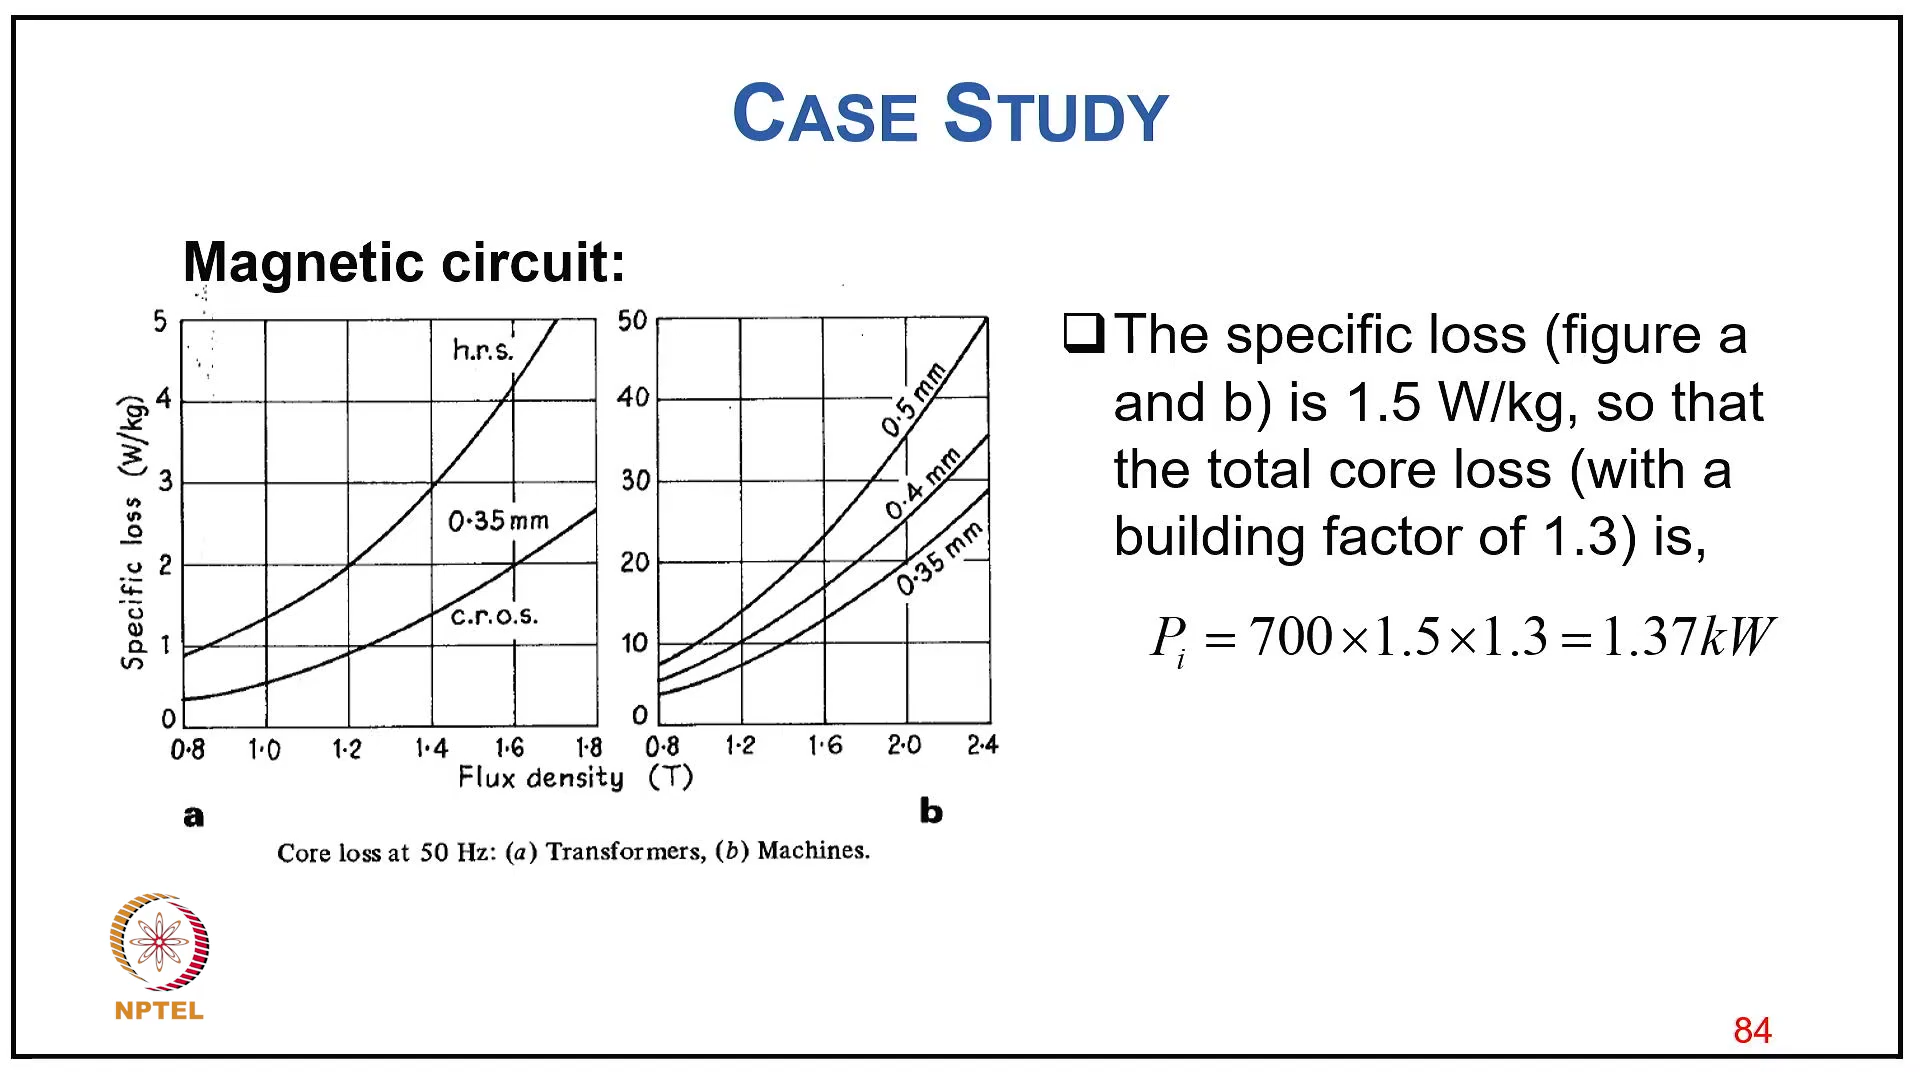 CASE STUDY
Magnetic circuit:
5
4
3
2
1
0
Specific loss (W/kg)
h.r.s.
0·35mm
c.r.o.s.
0·8 1·0 1·2 1·4 1·6 1·8
50
40
30
20
10
0
0·5mm
0·4 mm
0·35 mm
0·8 1·2 1·6 2·0 2·4
Flux density (T)
a
b
Core loss at 50 Hz: (a) Transformers, (b) Machines.
❑The specific loss (figure a
and b) is 1.5 W/kg, so that
the total core loss (with a
building factor of 1.3) is,
Pᵢ = 700×1.5×1.3 = 1.37kW
NPTEL
84